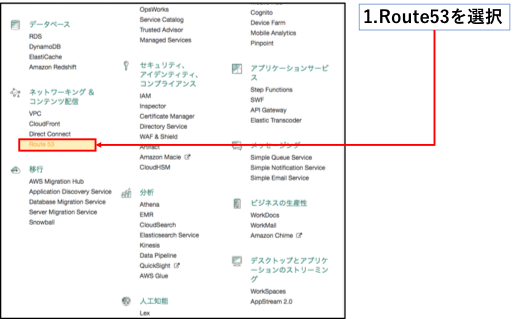 1.Route53を選択
データベース
RDS
DynamoDB
ElastiCache
Amazon Redshift
ネットワーキング &
コンテンツ配信
VPC
CloudFront
Direct Connect
Route 53
移行
AWS Migration Hub
Application Discovery Service
Database Migration Service
Server Migration Service
Snowball
OpsWorks
Service Catalog
Trusted Advisor
Managed Services
セキュリティ、
アイデンティティ、
コンプライアンス
IAM
Inspector
Certificate Manager
Directory Service
WAF & Shield
Artifact
Amazon Macie
CloudHSM
分析
Athena
EMR
CloudSearch
Elasticsearch Service
Kinesis
Data Pipeline
QuickSight
AWS Glue
人工知能
Lex
Cognito
Device Farm
Mobile Analytics
Pinpoint
アプリケーションサービ
ス
Step Functions
SWF
API Gateway
Elastic Transcoder
メッセージング
Simple Queue Service
Simple Notification Service
Simple Email Service
ビジネスの生産性
WorkDocs
WorkMail
Amazon Chime
デスクトップとアプリケ
ーションのストリーミン
グ
WorkSpaces
AppStream 2.0